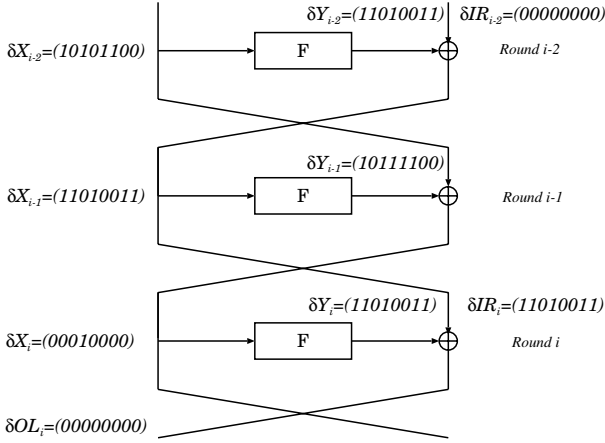 δY_{i-2}=(11010011) δIR_{i-2}=(00000000)
δX_{i-2}=(10101100) F Round i-2
δY_{i-1}=(10111100)
δX_{i-1}=(11010011) F Round i-1
δY_i=(11010011) δIR_i=(11010011)
δX_i=(00010000) F Round i
δOL_i=(00000000)